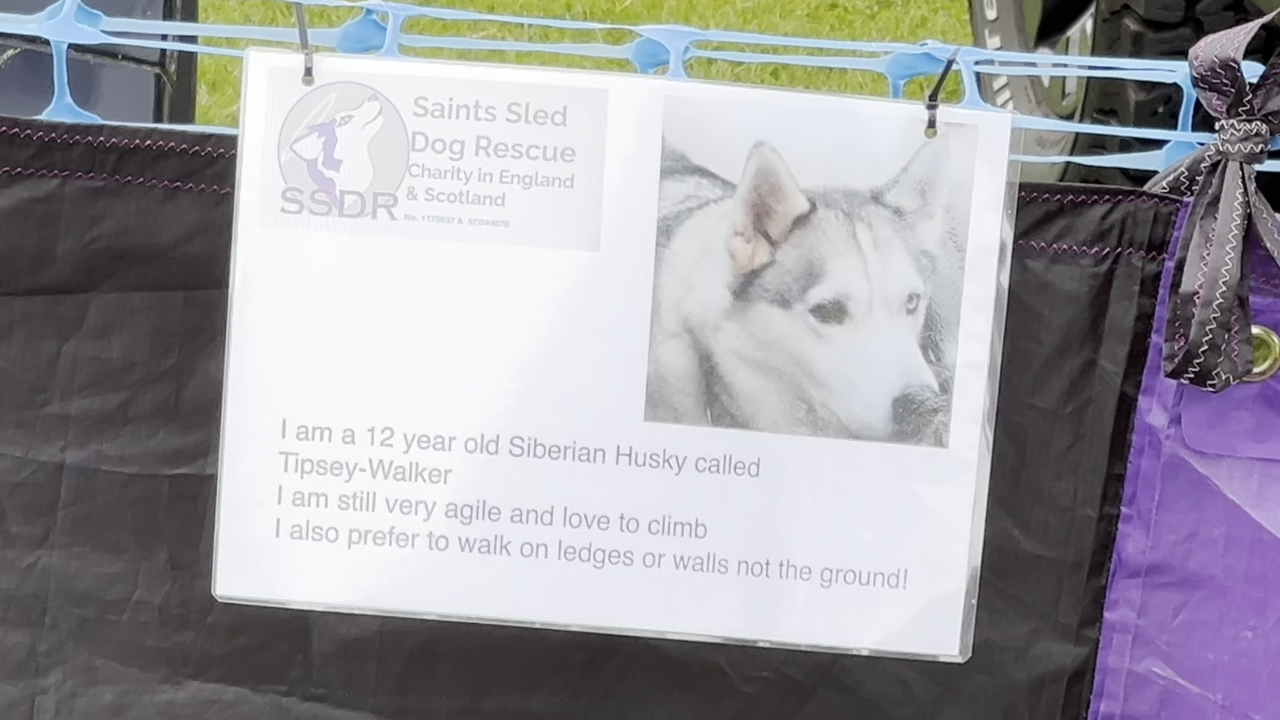 Saints Sled
Dog Rescue
Charity in England
& Scotland
SSDR
I am a 12 year old Siberian Husky called
Tipsey-Walker
I am still very agile and love to climb
I also prefer to walk on ledges or walls not the ground!